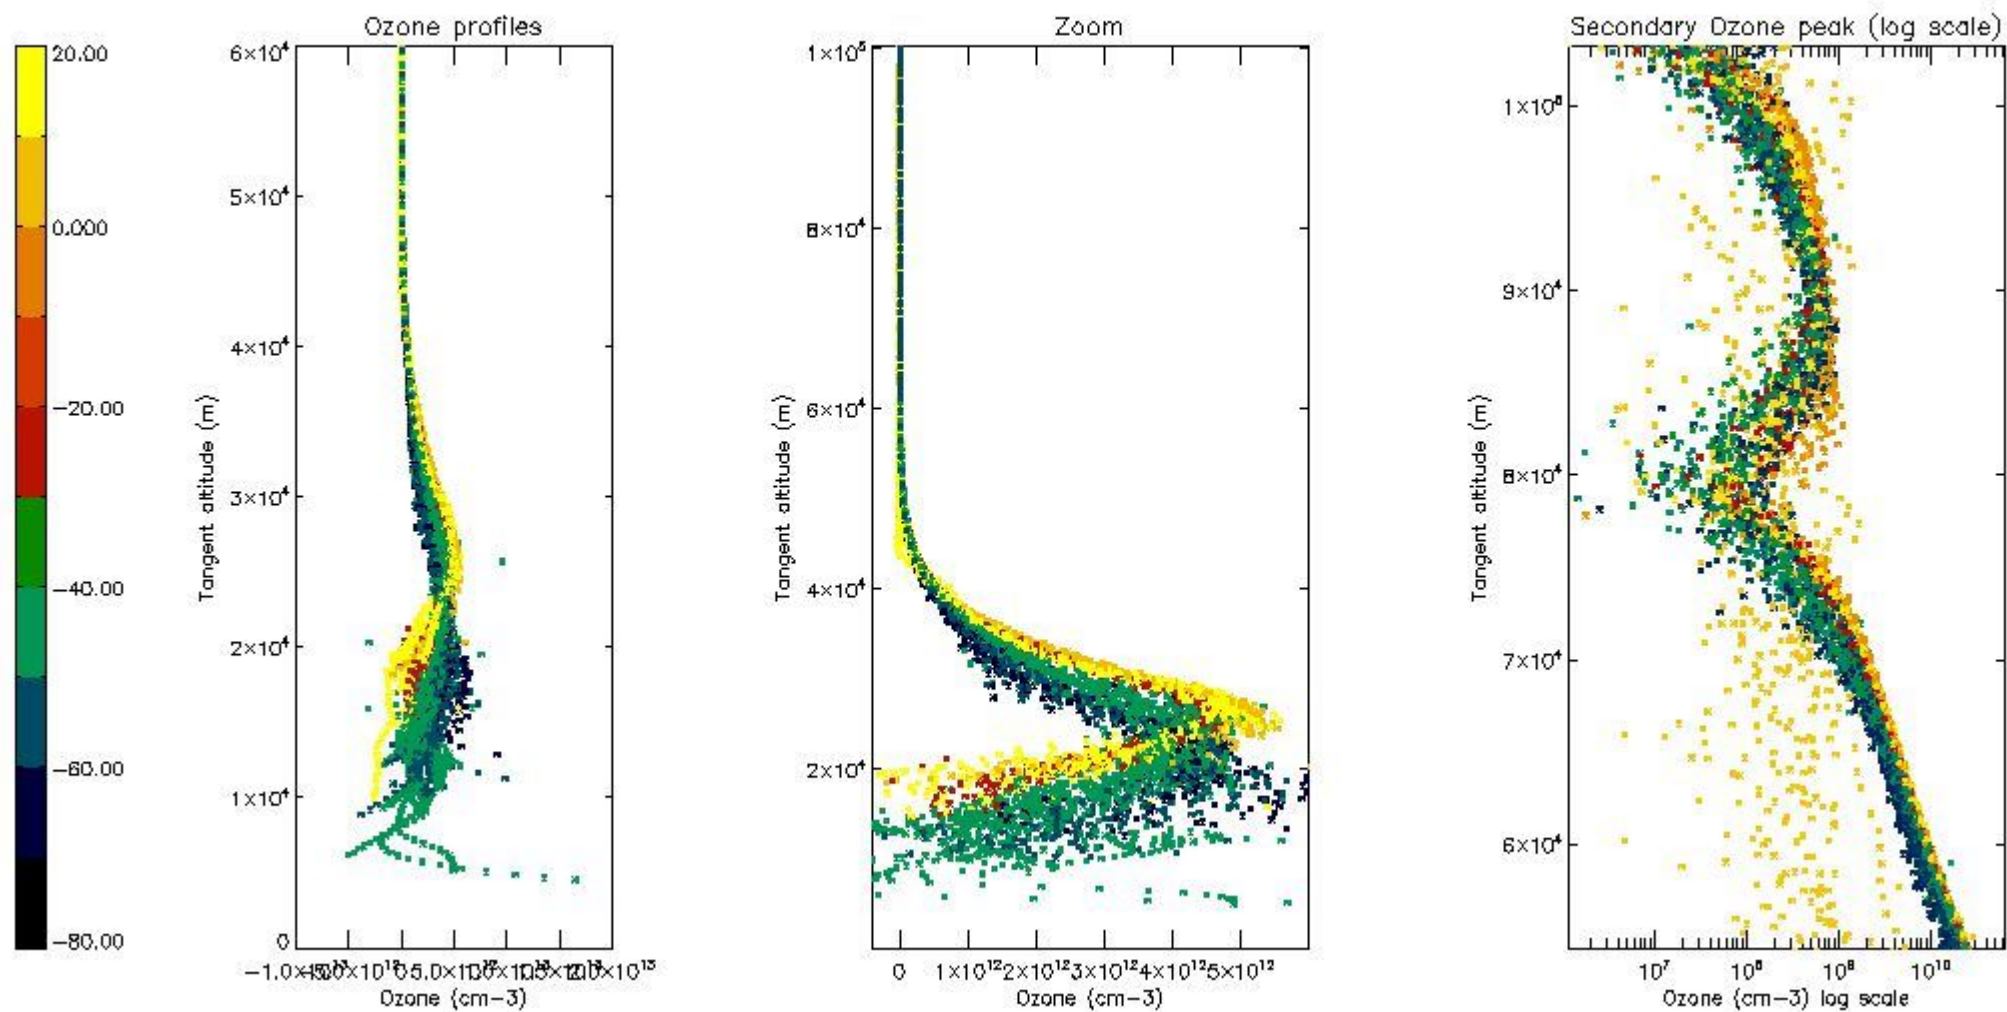 Ozone profiles
Zoom
Secondary Ozone peak (log scale)
20.00
0.000
−20.00
−40.00
−60.00
−80.00
6×10⁴
5×10⁴
4×10⁴
3×10⁴
2×10⁴
1×10⁴
0
Tangent altitude (m)
Ozone (cm−3)
1×10⁵
8×10⁴
6×10⁴
4×10⁴
2×10⁴
Tangent altitude (m)
0 1×10¹² 2×10¹² 3×10¹² 4×10¹² 5×10¹²
Ozone (cm−3)
9×10⁴
8×10⁴
7×10⁴
6×10⁴
Tangent altitude (m)
10⁷ 10⁸ 10⁹ 10¹⁰
Ozone (cm−3) log scale